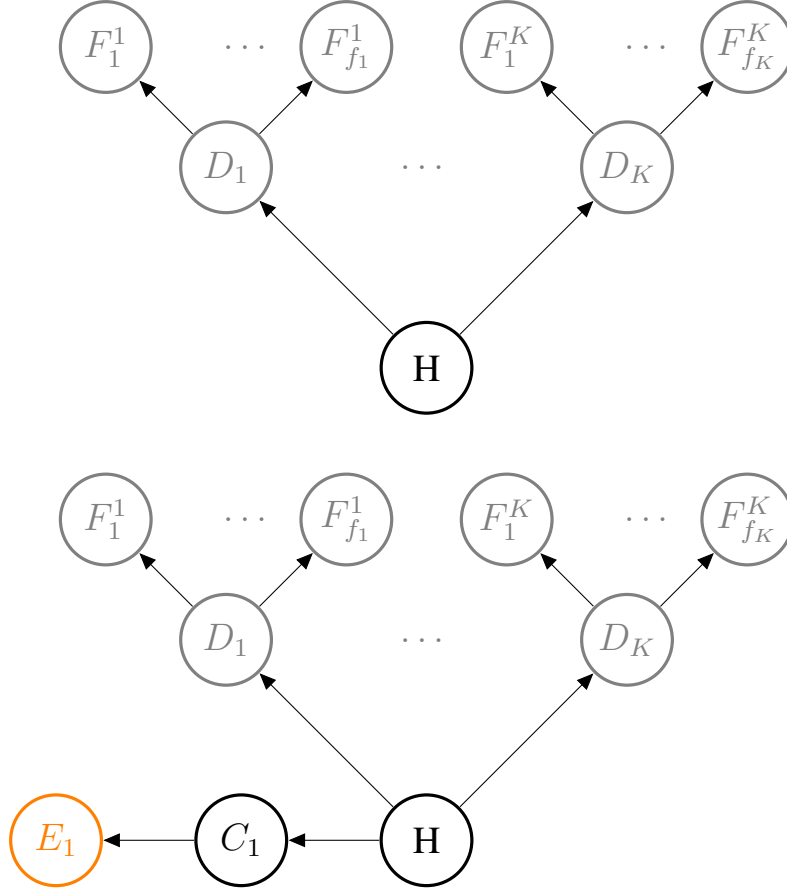 F_1^1 ··· F_{f_1}^1 F_1^K ··· F_{f_K}^K
D_1 ··· D_K
H
F_1^1 ··· F_{f_1}^1 F_1^K ··· F_{f_K}^K
D_1 ··· D_K
E_1 C_1 H